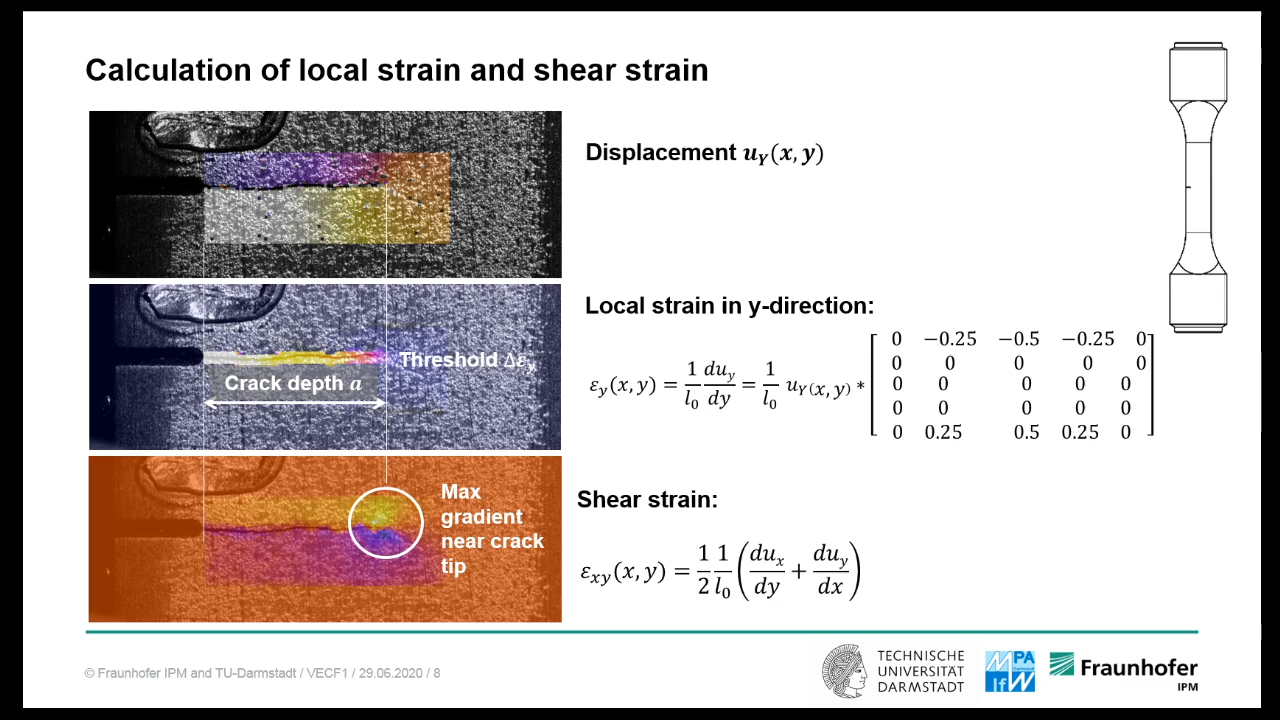 Calculation of local strain and shear strain
Displacement u_Y(x, y)
Threshold Δε_y
Crack depth a
Local strain in y-direction:
ε_y(x, y) = 1/l_0 du_y/dy = 1/l_0 u_Y(x, y) *
0 −0.25 −0.5 −0.25 0
0 0 0 0 0
0 0 0 0 0
0 0 0 0 0
0 0.25 0.5 0.25 0
Max
gradient
near crack
tip
Shear strain:
ε_xy(x, y) = 1/2 1/l_0 (du_x/dy + du_y/dx)
© Fraunhofer IPM and TU-Darmstadt / VECF1 / 29.06.2020 / 8
TECHNISCHE
UNIVERSITÄT
DARMSTADT
MPA
Darmstadt
IfW
Fraunhofer
IPM